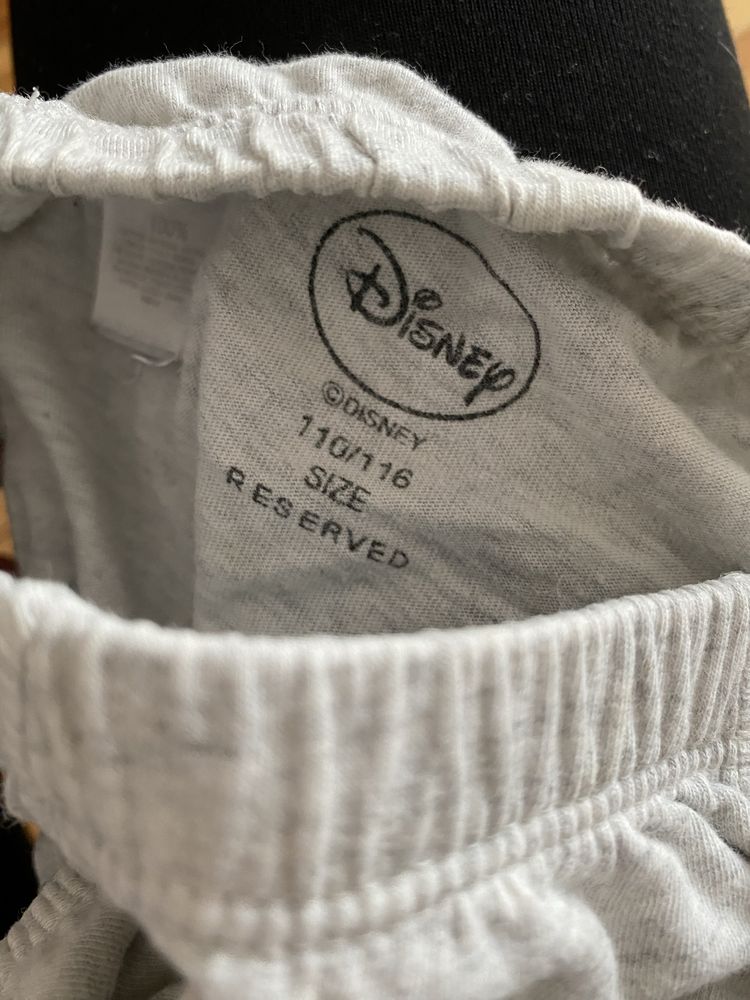 Disney
©DISNEY
110/116
SIZE
RESERVED